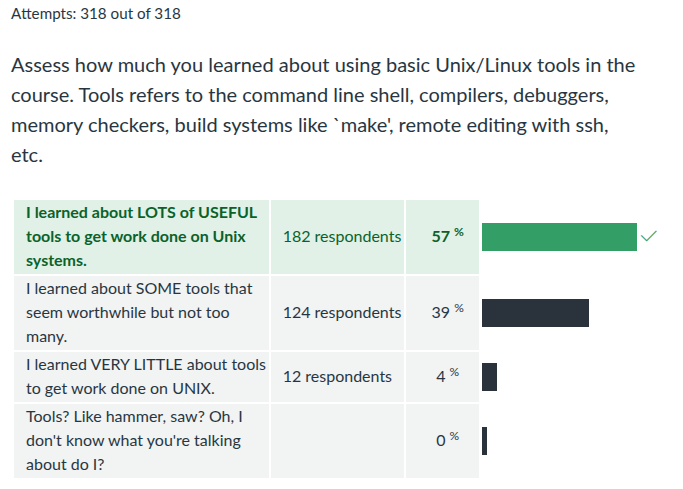 Attempts: 318 out of 318
Assess how much you learned about using basic Unix/Linux tools in the
course. Tools refers to the command line shell, compilers, debuggers,
memory checkers, build systems like `make', remote editing with ssh,
etc.
I learned about LOTS of USEFUL
tools to get work done on Unix
systems.
182 respondents
57 %
I learned about SOME tools that
seem worthwhile but not too
many.
124 respondents
39 %
I learned VERY LITTLE about tools
to get work done on UNIX.
12 respondents
4 %
Tools? Like hammer, saw? Oh, I
don't know what you're talking
about do I?
0 %